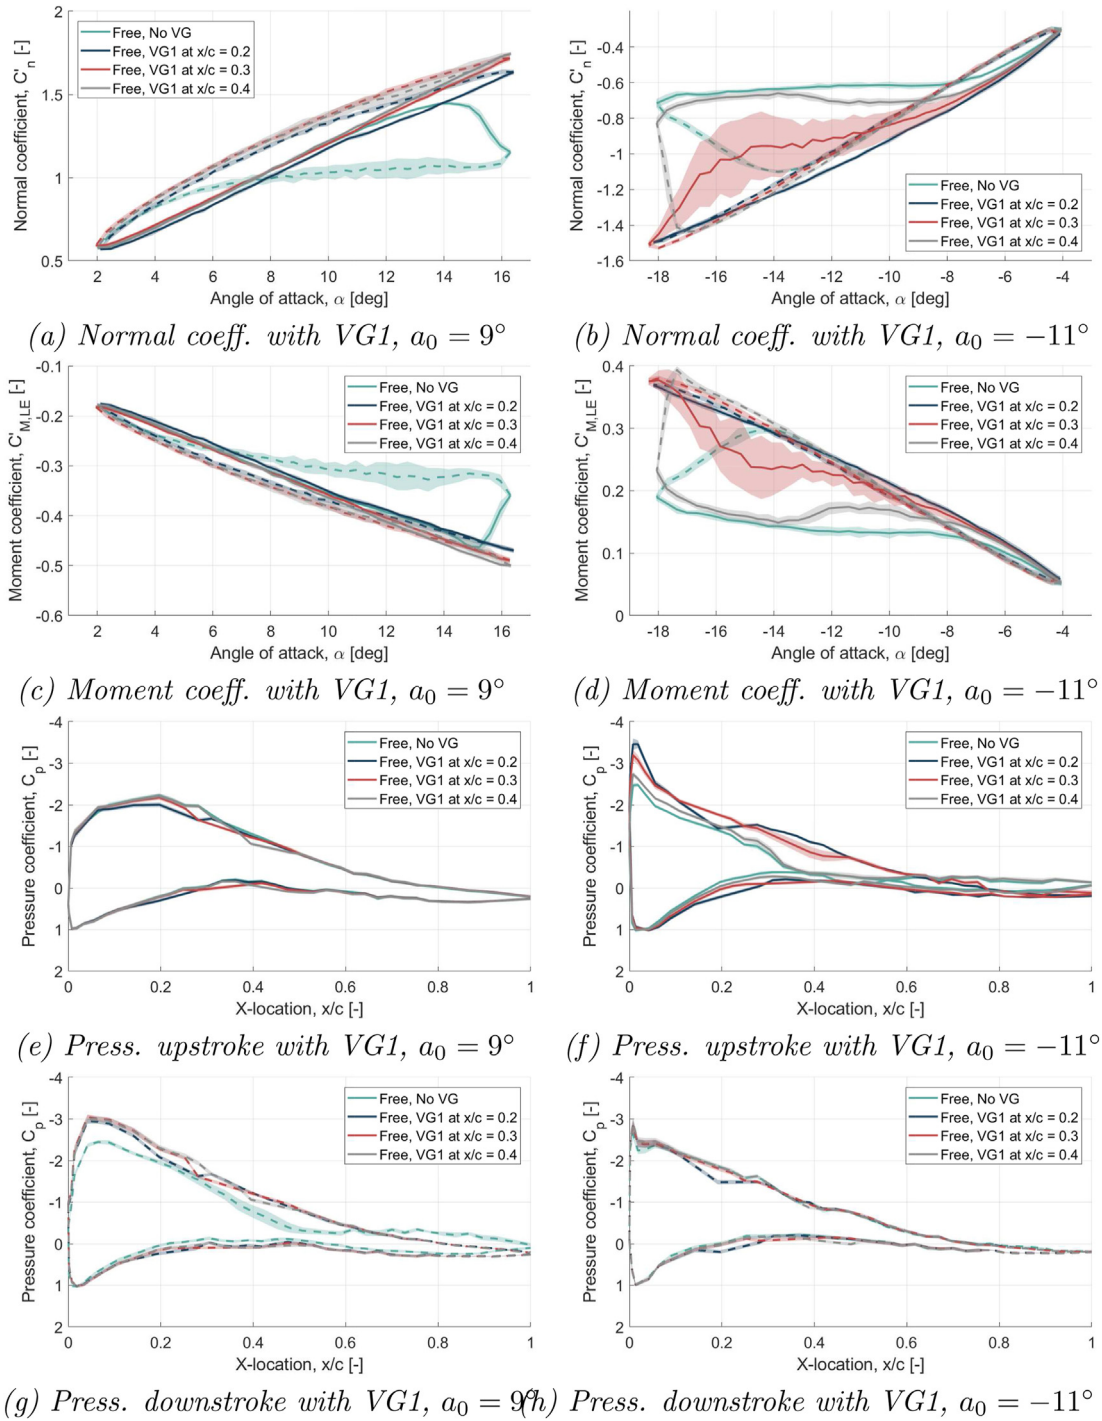 2
1.5
1
0.5
Normal coefficient, C'n [-]
Free, No VG
Free, VG1 at x/c = 0.2
Free, VG1 at x/c = 0.3
Free, VG1 at x/c = 0.4
2 4 6 8 10 12 14 16
Angle of attack, α [deg]
(a) Normal coeff. with VG1, a₀ = 9°
-0.4
-0.6
-0.8
-1
-1.2
-1.4
-1.6
Normal coefficient, C'n [-]
Free, No VG
Free, VG1 at x/c = 0.2
Free, VG1 at x/c = 0.3
Free, VG1 at x/c = 0.4
-18 -16 -14 -12 -10 -8 -6 -4
Angle of attack, α [deg]
(b) Normal coeff. with VG1, a₀ = −11°
-0.1
-0.2
-0.3
-0.4
-0.5
-0.6
Moment coefficient, C'M,LE [-]
Free, No VG
Free, VG1 at x/c = 0.2
Free, VG1 at x/c = 0.3
Free, VG1 at x/c = 0.4
2 4 6 8 10 12 14 16
Angle of attack, α [deg]
(c) Moment coeff. with VG1, a₀ = 9°
0.4
0.3
0.2
0.1
0
Moment coefficient, C'M,LE [-]
Free, No VG
Free, VG1 at x/c = 0.2
Free, VG1 at x/c = 0.3
Free, VG1 at x/c = 0.4
-18 -16 -14 -12 -10 -8 -6 -4
Angle of attack, α [deg]
(d) Moment coeff. with VG1, a₀ = −11°
-4
-3
-2
-1
0
1
2
Pressure coefficient, Cp [-]
Free, No VG
Free, VG1 at x/c = 0.2
Free, VG1 at x/c = 0.3
Free, VG1 at x/c = 0.4
0 0.2 0.4 0.6 0.8 1
X-location, x/c [-]
(e) Press. upstroke with VG1, a₀ = 9°
-4
-3
-2
-1
0
1
2
Pressure coefficient, Cp [-]
Free, No VG
Free, VG1 at x/c = 0.2
Free, VG1 at x/c = 0.3
Free, VG1 at x/c = 0.4
0 0.2 0.4 0.6 0.8 1
X-location, x/c [-]
(f) Press. upstroke with VG1, a₀ = −11°
-4
-3
-2
-1
0
1
2
Pressure coefficient, Cp [-]
Free, No VG
Free, VG1 at x/c = 0.2
Free, VG1 at x/c = 0.3
Free, VG1 at x/c = 0.4
0 0.2 0.4 0.6 0.8 1
X-location, x/c [-]
(g) Press. downstroke with VG1, a₀ = 9°
-4
-3
-2
-1
0
1
2
Pressure coefficient, Cp [-]
Free, No VG
Free, VG1 at x/c = 0.2
Free, VG1 at x/c = 0.3
Free, VG1 at x/c = 0.4
0 0.2 0.4 0.6 0.8 1
X-location, x/c [-]
(h) Press. downstroke with VG1, a₀ = −11°